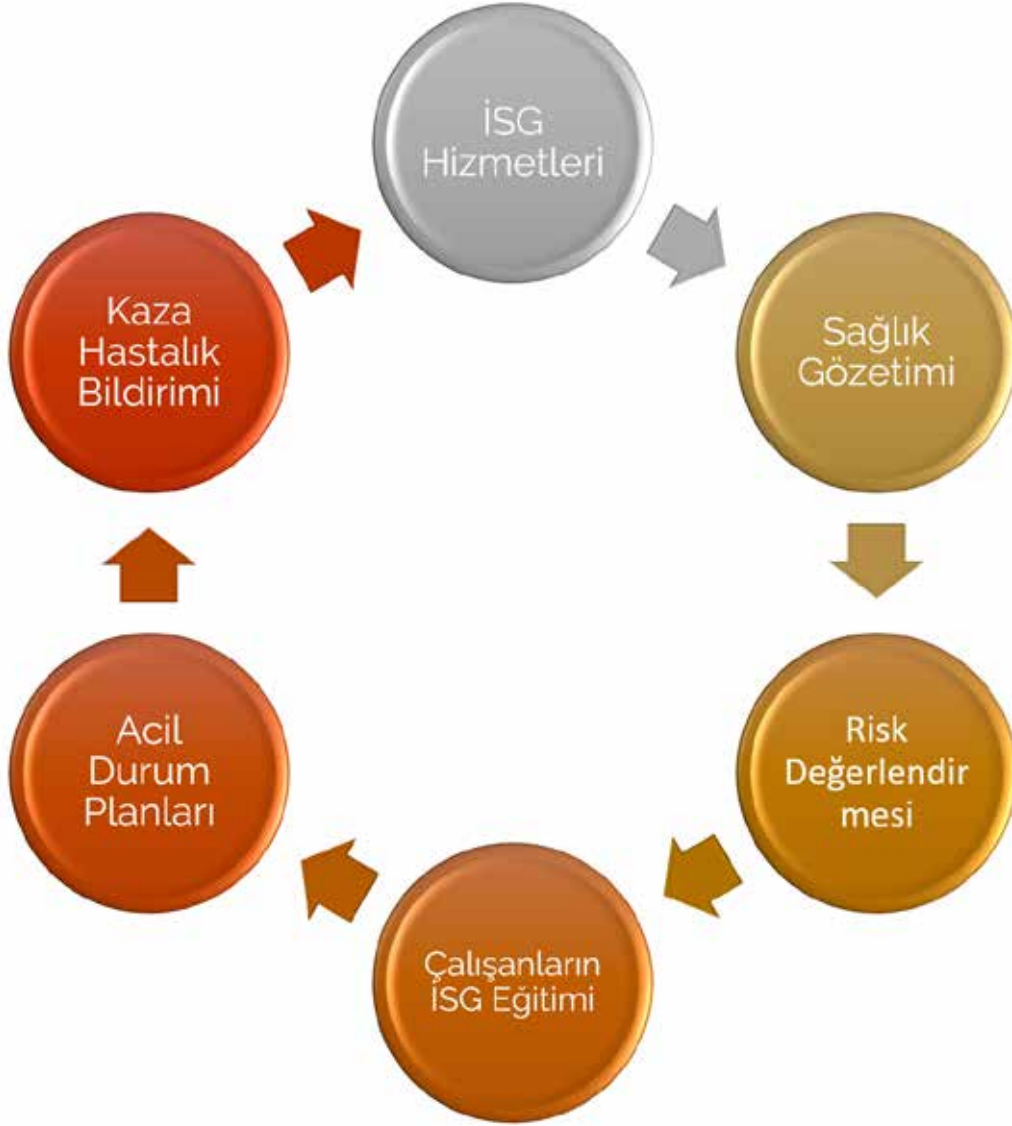 İSG
Hizmetleri
Sağlık
Gözetimi
Risk
Değerlendir
mesi
Çalışanların
İSG Eğitimi
Acil
Durum
Planları
Kaza
Hastalık
Bildirimi